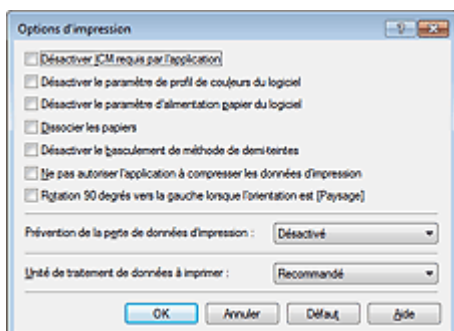 Options d'impression
Désactiver ICM requis par l'application
Désactiver le paramètre de profil de couleurs du logiciel
Désactiver le paramètre d'alimentation papier du logiciel
Dissocier les papiers
Désactiver le basculement de méthode de demi-teintes
Ne pas autoriser l'application à compresser les données d'impression
Rotation 90 degrés vers la gauche lorsque l'orientation est [Paysage]
Prévention de la perte de données d'impression : Désactivé
Unité de traitement de données à imprimer : Recommandé
OK Annuler Défaut Aide